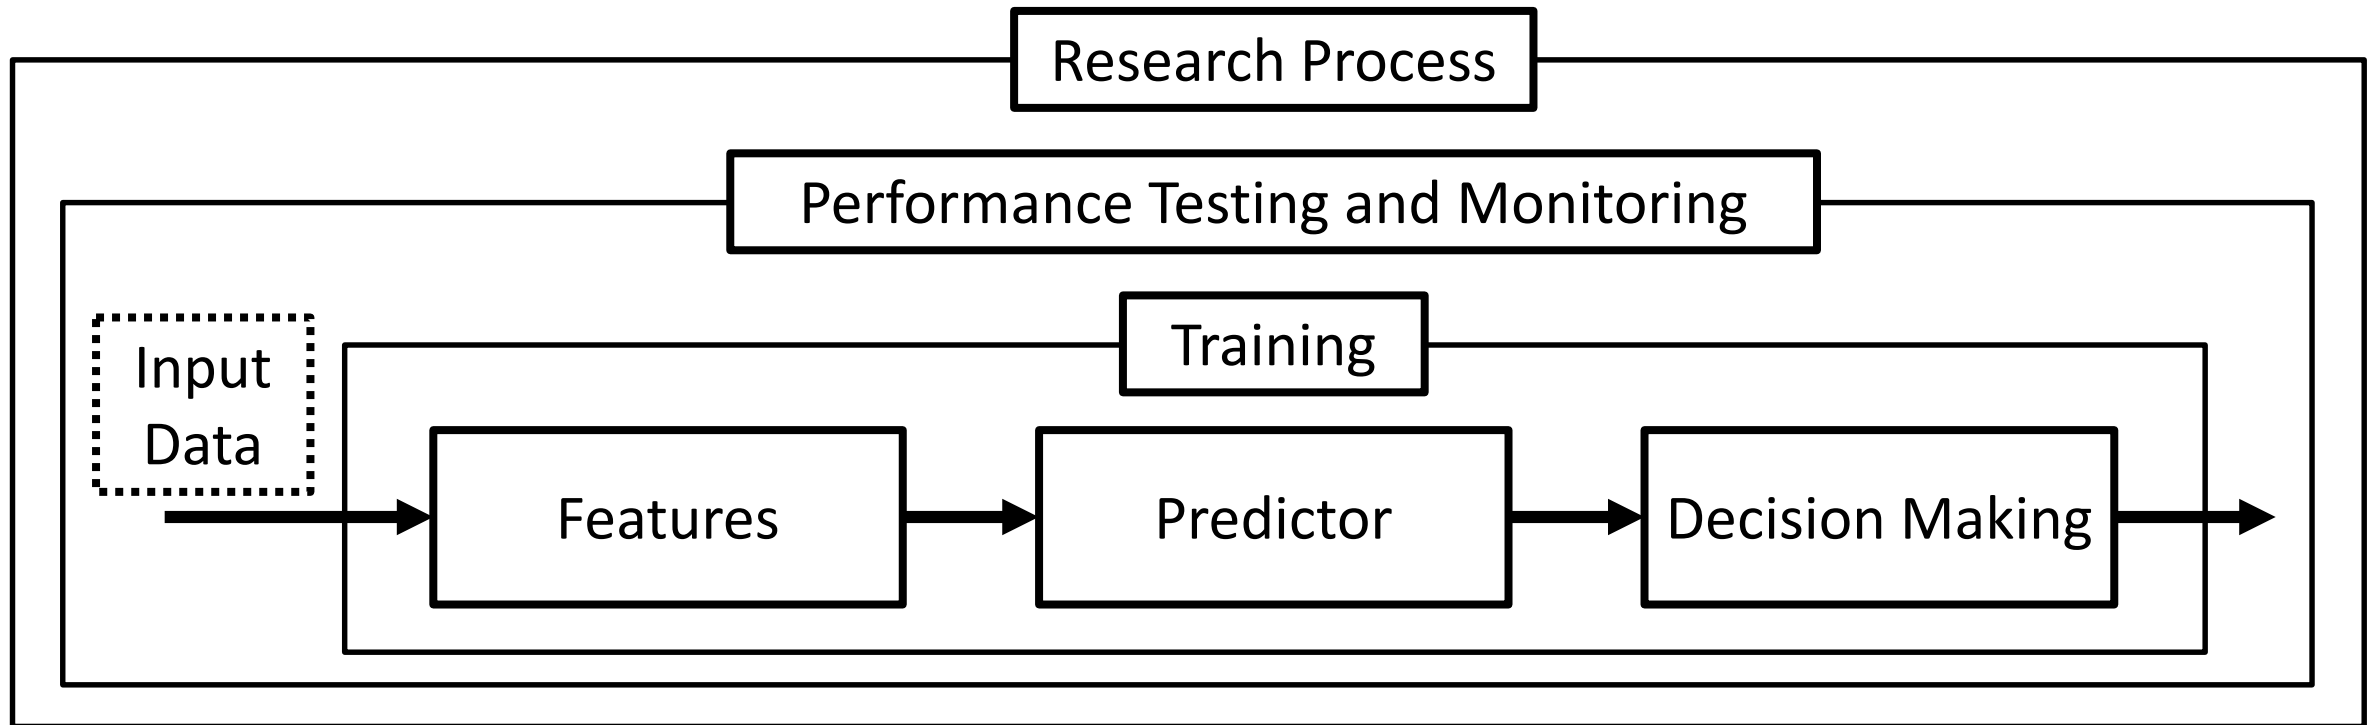 Research Process
Performance Testing and Monitoring
Training
Input
Data
Features
Predictor
Decision Making